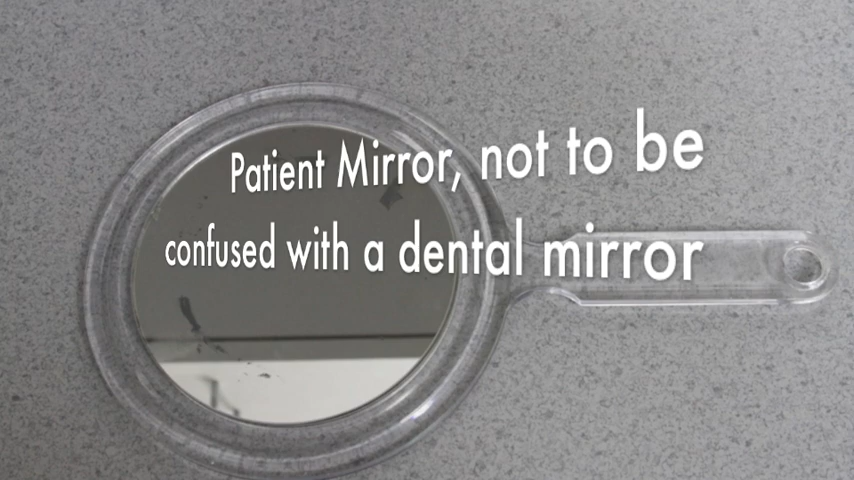 Patient Mirror, not to be
confused with a dental mirror